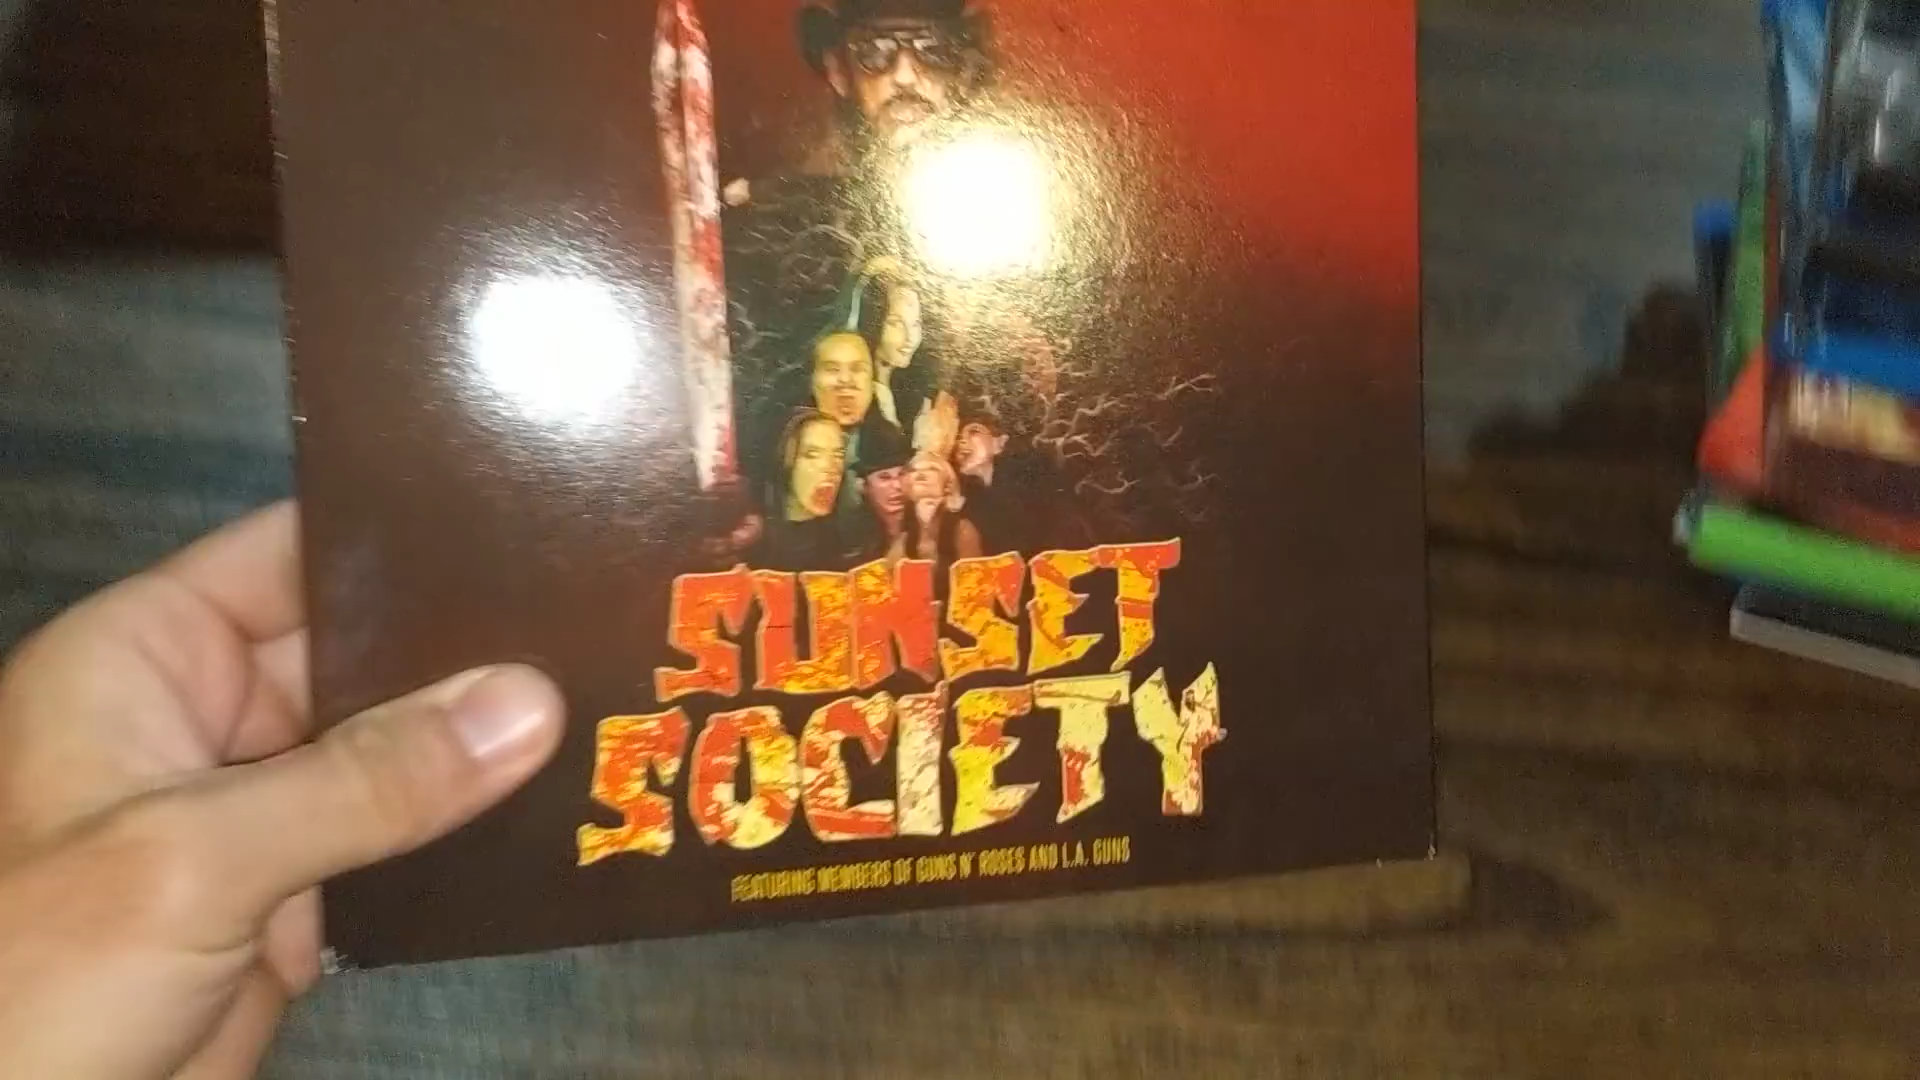 SUNSET
SOCIETY
FEATURING MEMBERS OF GUNS N' ROSES AND L.A. GUNS